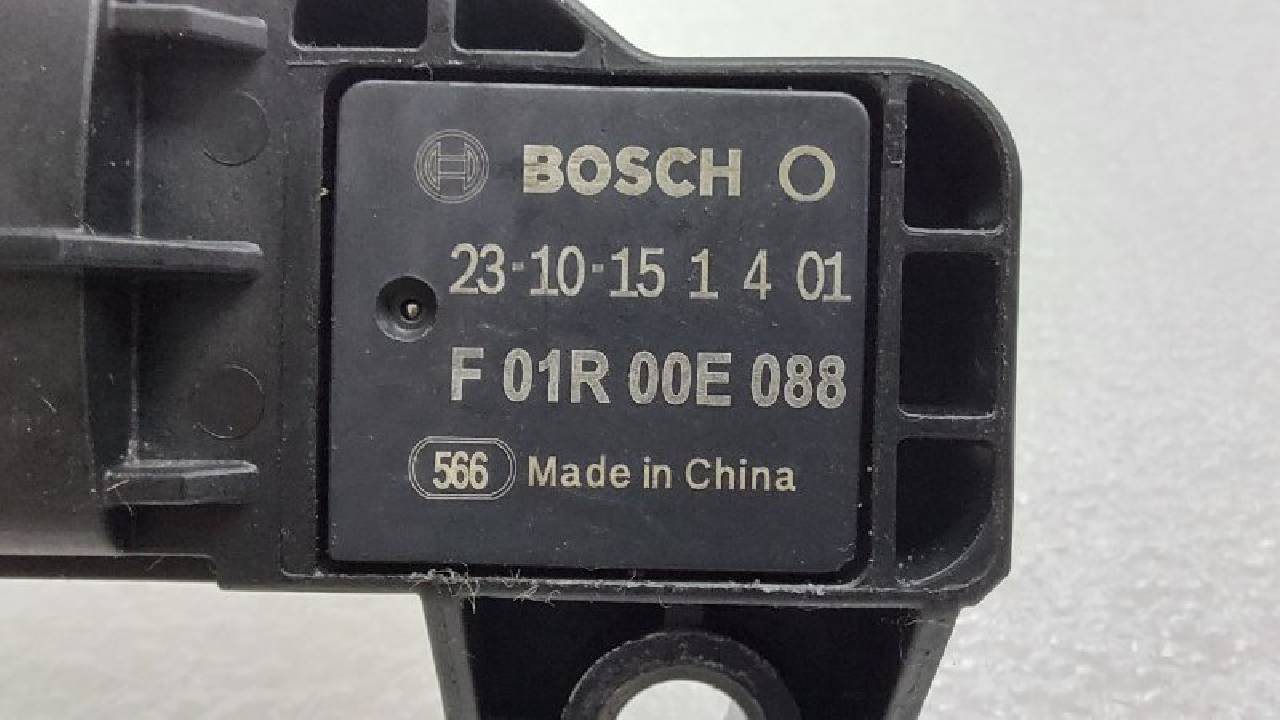 BOSCH
23-10-15 1 4 01
F 01R 00E 088
566 Made in China